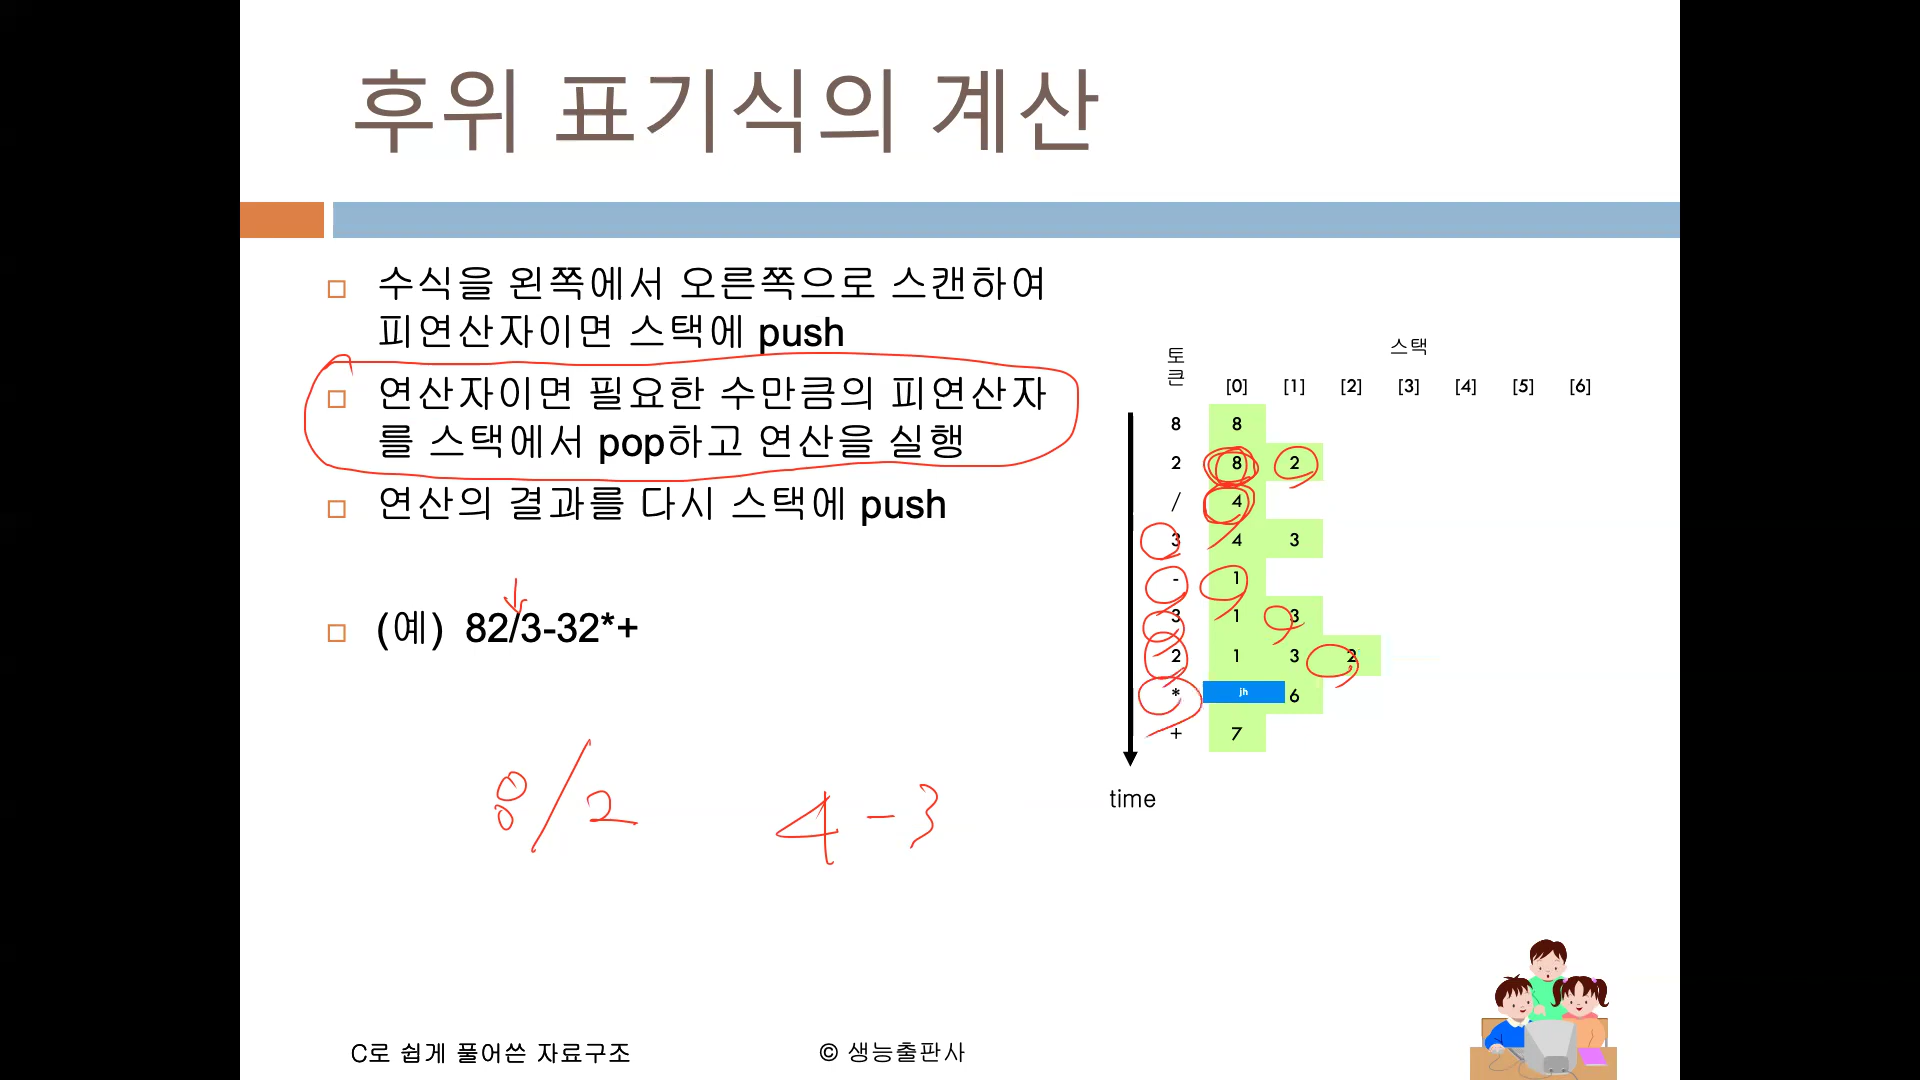 후위 표기식의 계산
수식을 왼쪽에서 오른쪽으로 스캔하여
피연산자이면 스택에 push
연산자이면 필요한 수만큼의 피연산자
를 스택에서 pop하고 연산을 실행
연산의 결과를 다시 스택에 push
(예) 82/3-32*+
8/2
4-3
토큰 스택
[0] [1] [2] [3] [4] [5] [6]
8 8
2 8 2
/ 4
3 4 3
- 1
3 1 3
2 1 3 2
* jh 6
+ 7
time
C로 쉽게 풀어쓴 자료구조
© 생능출판사